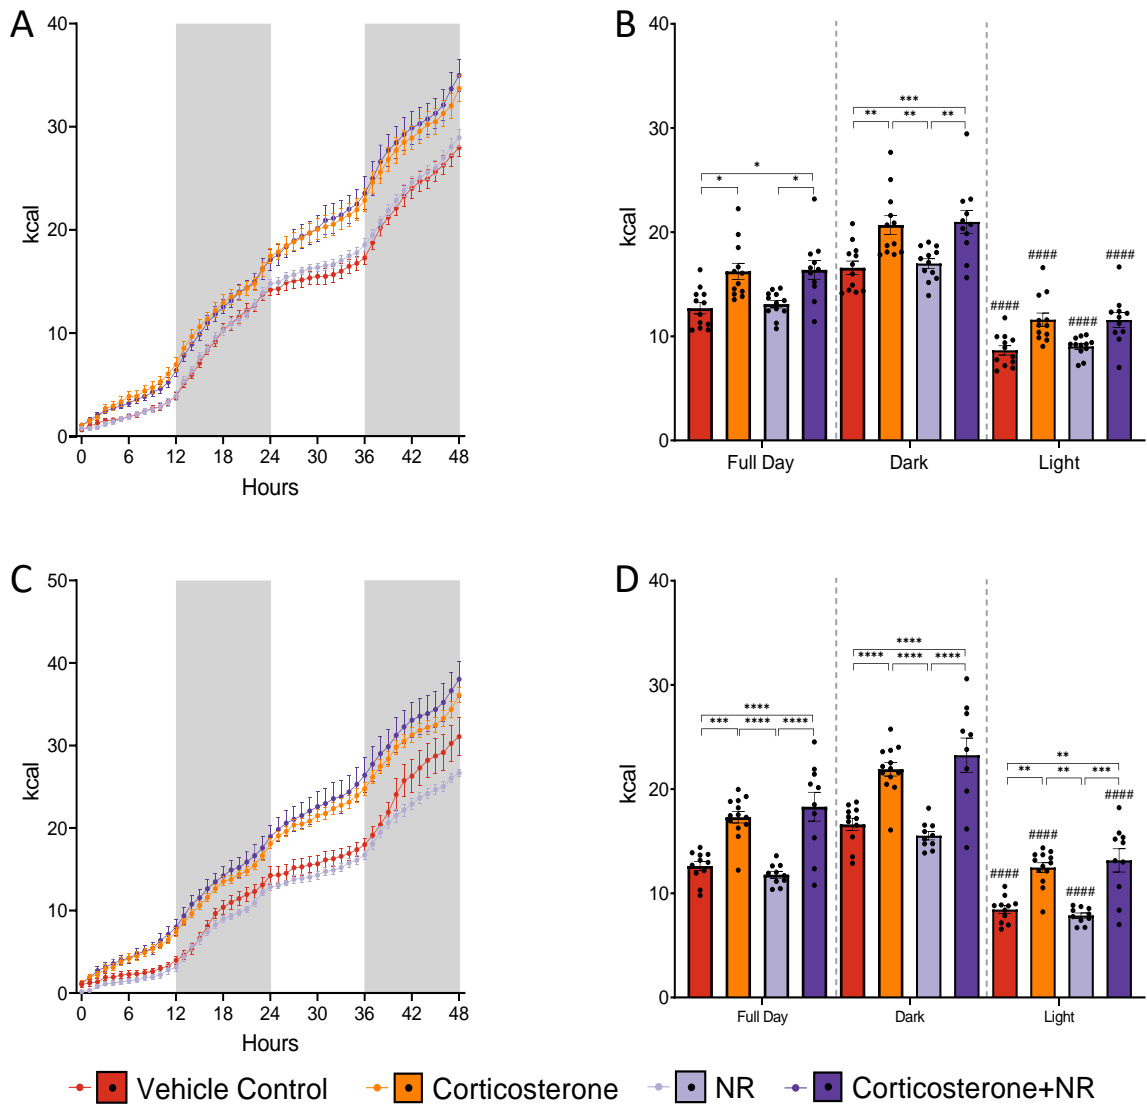 A
40
30
20
10
0
kcal
0 6 12 18 24 30 36 42 48
Hours
B
40
30
20
10
0
kcal
* * *
*** ** ** **
#### #### #### ####
Full Day Dark Light
C
50
40
30
20
10
0
kcal
0 6 12 18 24 30 36 42 48
Hours
D
40
30
20
10
0
kcal
**** *** **** ****
**** **** **** ****
** ** ** ***
#### #### #### ####
Full Day Dark Light
Vehicle Control Corticosterone NR Corticosterone+NR